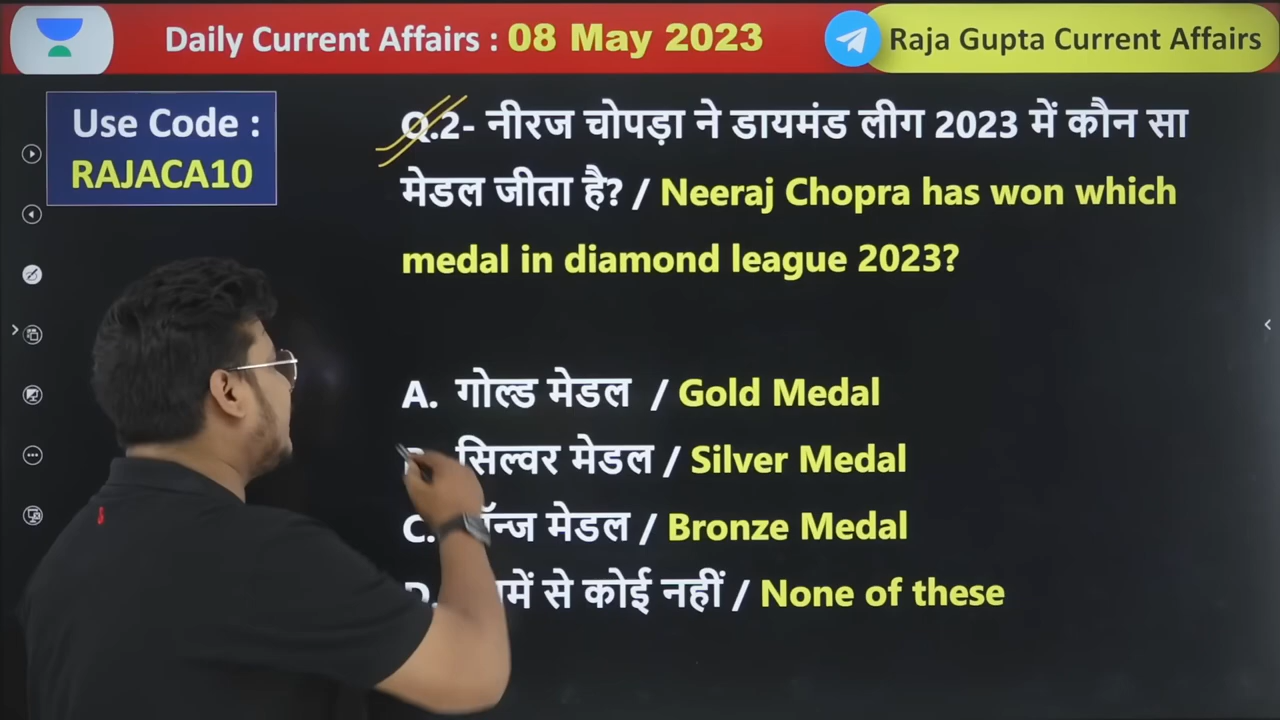 Daily Current Affairs : 08 May 2023
Raja Gupta Current Affairs
Use Code :
RAJACA10
Q.2- नीरज चोपड़ा ने डायमंड लीग 2023 में कौन सा
मेडल जीता है? / Neeraj Chopra has won which
medal in diamond league 2023?
A. गोल्ड मेडल / Gold Medal
सिल्वर मेडल / Silver Medal
C. मेडल / Bronze Medal
से कोई नहीं / None of these